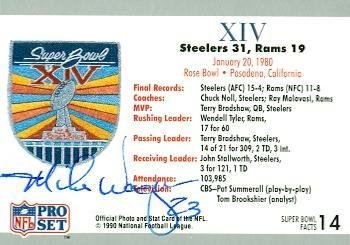 XIV
Steelers 31, Rams 19
January 20, 1980
Rose Bowl • Pasadena, California
Super Bowl
XIV
Final Records: Steelers (AFC) 15-4; Rams (NFC) 11-8
Coaches: Chuck Noll, Steelers; Ray Malavasi, Rams
MVP: Terry Bradshaw, QB, Steelers
Rushing Leader: Wendell Tyler, Rams,
17 for 60
Passing Leader: Terry Bradshaw, Steelers,
14 of 21 for 309, 2 TD, 3 int.
Receiving Leader: John Stallworth, Steelers,
3 for 121, 1 TD
Attendance: 103,985
Television: CBS–Pat Summerall (play-by-play)
Tom Brookshier (analyst)
Mike 23
NFL PRO SET
Official Photo and Stat Card of the NFL.
© 1990 National Football League.
SUPER BOWL FACTS 14